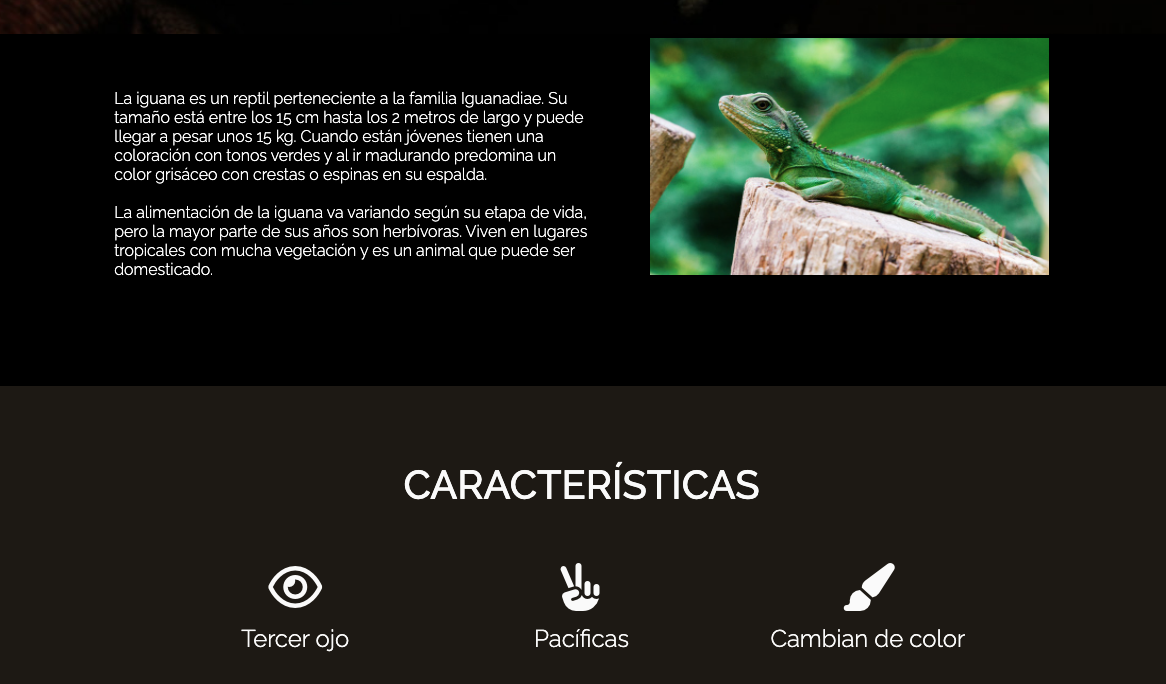 La iguana es un reptil perteneciente a la familia Iguanadiae. Su
tamaño está entre los 15 cm hasta los 2 metros de largo y puede
llegar a pesar unos 15 kg. Cuando están jóvenes tienen una
coloración con tonos verdes y al ir madurando predomina un
color grisáceo con crestas o espinas en su espalda.
La alimentación de la iguana va variando según su etapa de vida,
pero la mayor parte de sus años son herbívoras. Viven en lugares
tropicales con mucha vegetación y es un animal que puede ser
domesticado.
CARACTERÍSTICAS
Tercer ojo
Pacíficas
Cambian de color